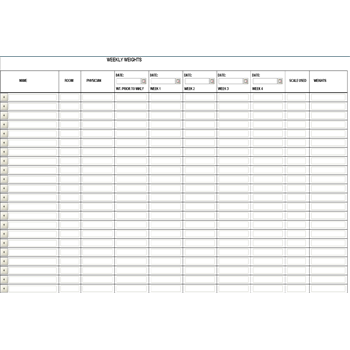 WEEKLY WEIGHTS
DATE: DATE: DATE: DATE: DATE:
NAME ROOM PHYSICIAN SCALE USED WEIGHTS
WT. PRIOR TO WKLY WEEK 1 WEEK 2 WEEK 3 WEEK 4